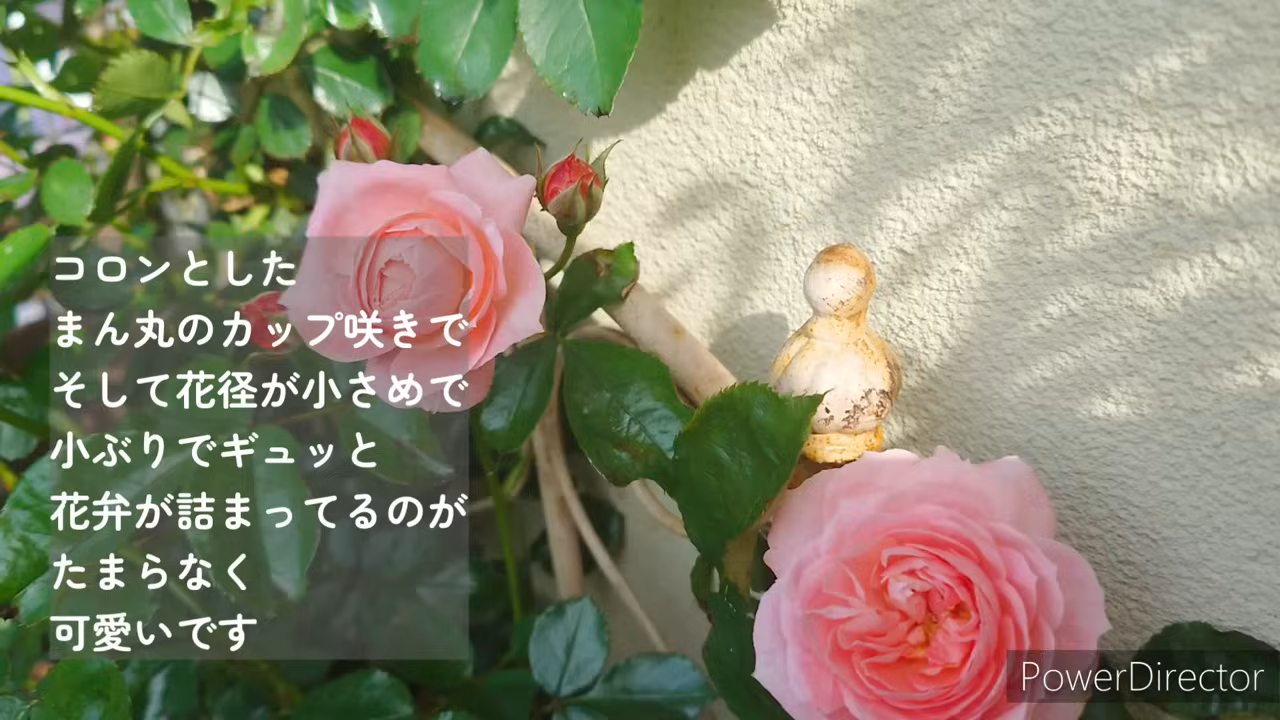 コロンとした
まん丸のカップ咲きで
そして花径が小さめで
小ぶりでギュッと
花弁が詰まってるのが
たまらなく
可愛いです
PowerDirector